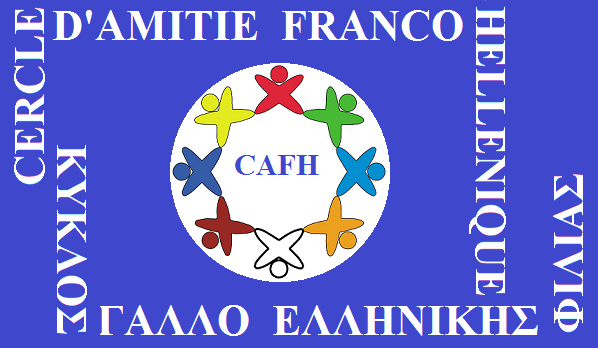 CERCLE
D'AMITIE FRANCO
HELLENIQUE
CAFH
ΚΥΚΛΟΣ
ΓΑΛΛΟ ΕΛΛΗΝΙΚΗΣ
ΦΙΛΙΑΣ